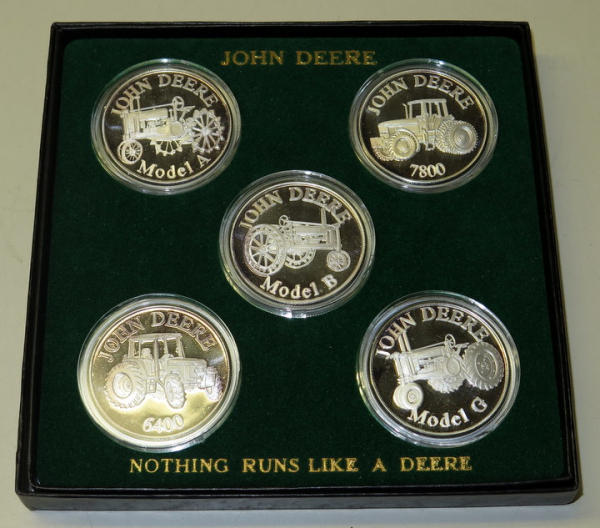 JOHN DEERE
JOHN DEERE
Model A
JOHN DEERE
7800
JOHN DEERE
Model B
JOHN DEERE
6400
JOHN DEERE
Model G
NOTHING RUNS LIKE A DEERE